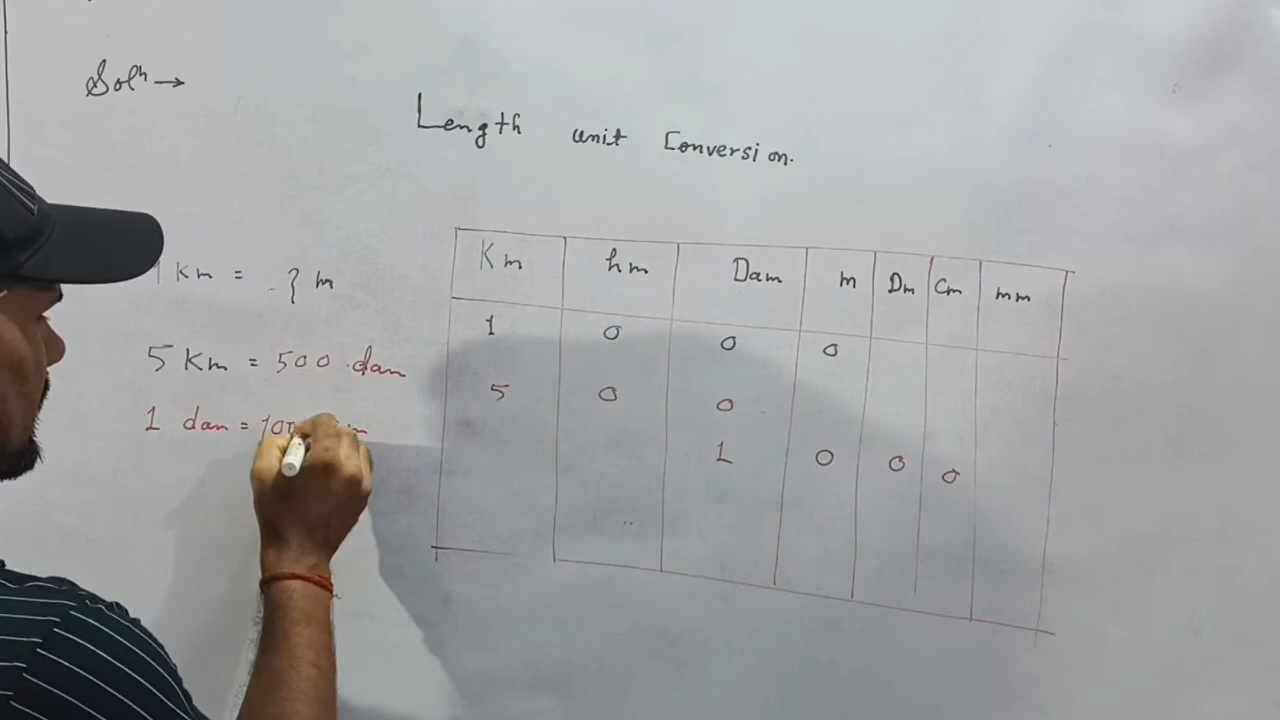 Solⁿ →
Length unit Conversion.
1 Km = ? m
5 Km = 500 dam
1 dam =
Km hm Dam m Dm Cm mm
1 0 0 0
5 0 0
1 0 0 0